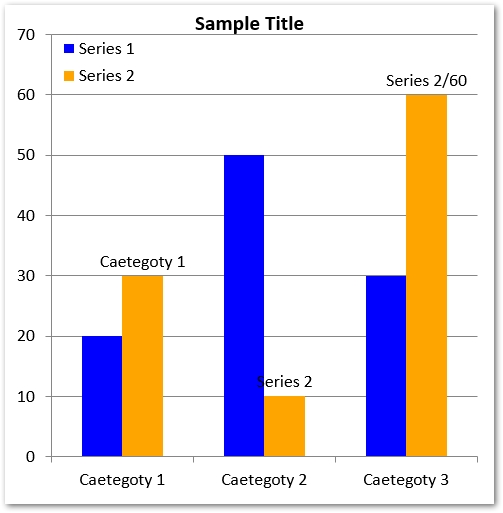 Sample Title
70
Series 1
Series 2
Series 2/60
60
50
40
Caetegoty 1
30
20
Series 2
10
0
Caetegoty 1
Caetegoty 2
Caetegoty 3